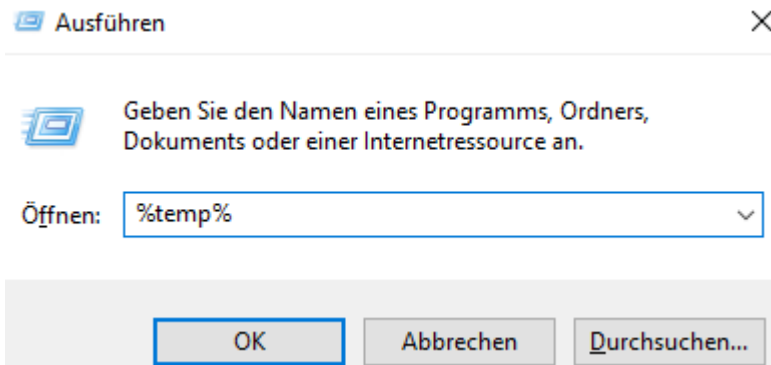 Ausführen
Geben Sie den Namen eines Programms, Ordners,
Dokuments oder einer Internetressource an.
Öffnen: %temp%
OK Abbrechen Durchsuchen...